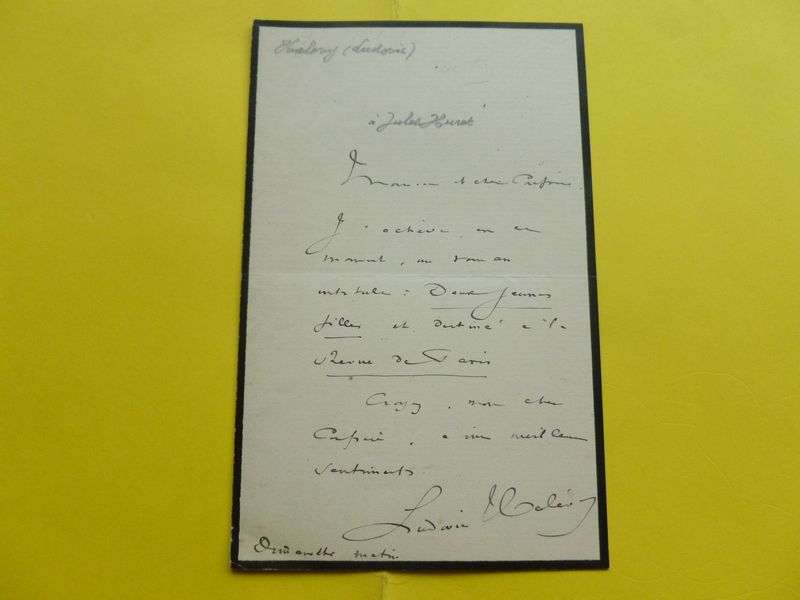 Halévy (Ludovic)
à Jules Huret
Monsieur et cher Confrère,
J'achève, en ce
moment, un roman
intitulé : Deux jeunes
filles et destiné à la
Revue de Paris
Croyez, mon cher
Confrère, à mes meilleurs
sentiments
Ludovic Halévy
Dimanche matin